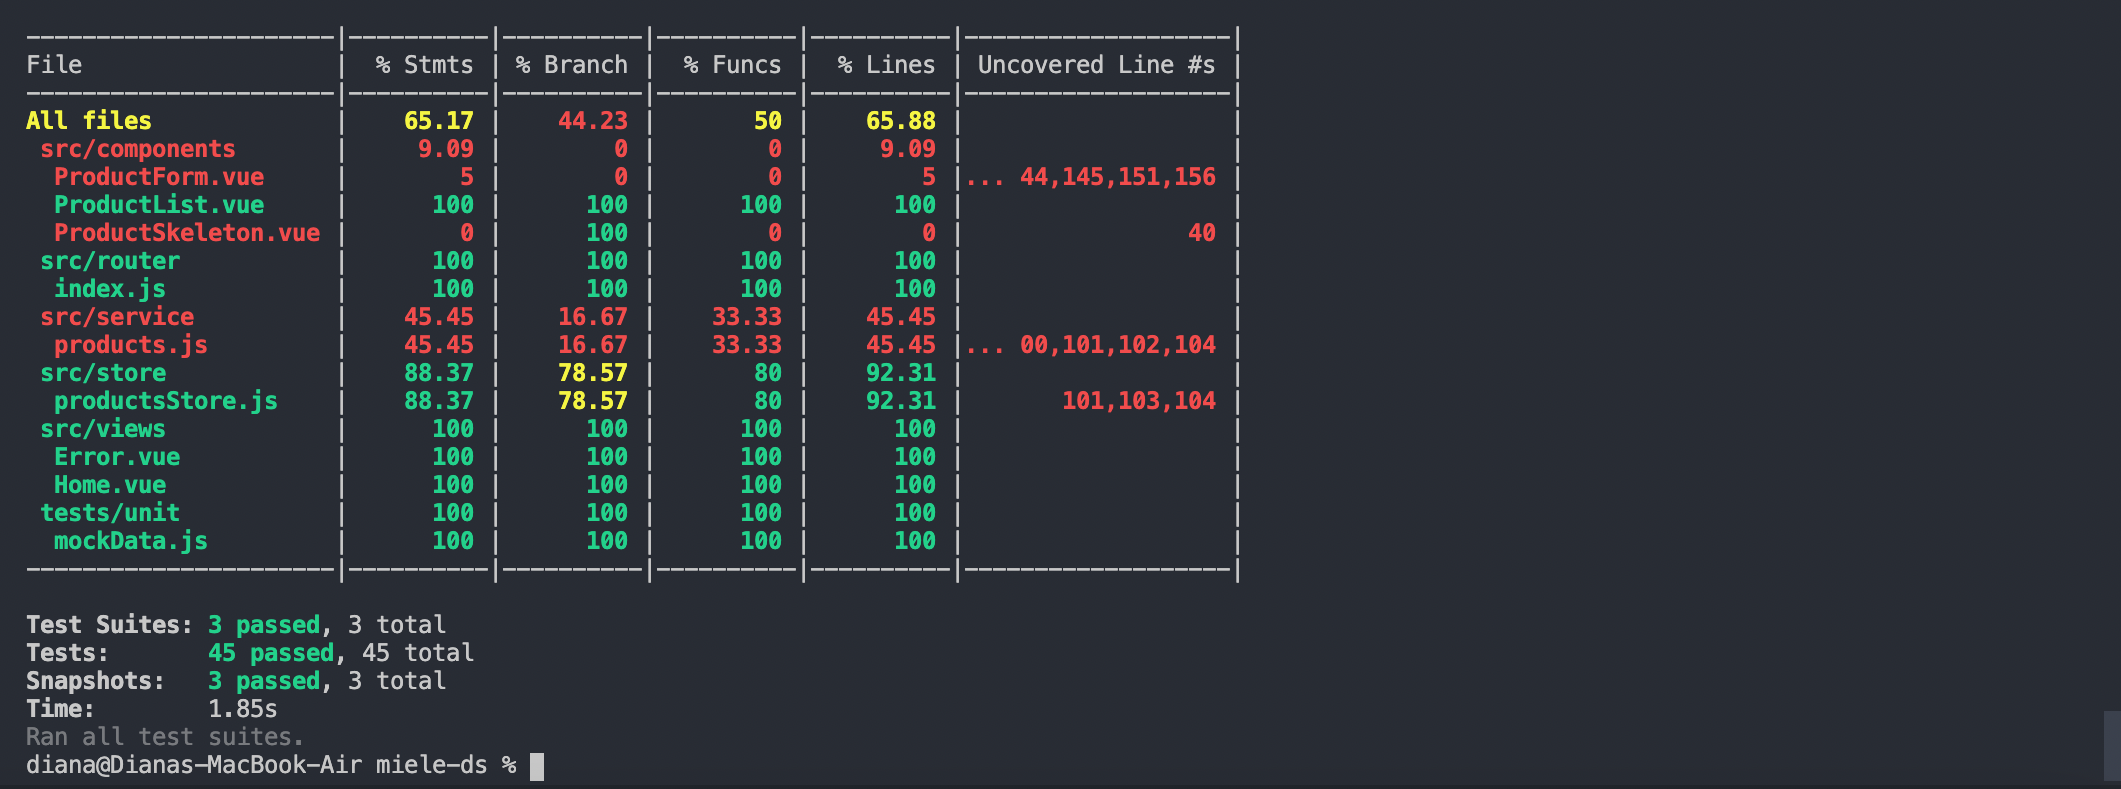 -----------------------|----------|----------|----------|----------|-------------------|
File                   |  % Stmts | % Branch |  % Funcs |  % Lines | Uncovered Line #s |
-----------------------|----------|----------|----------|----------|-------------------|
All files              |    65.17 |    44.23 |       50 |    65.88 |                   |
 src/components        |     9.09 |        0 |        0 |     9.09 |                   |
  ProductForm.vue      |        5 |        0 |        0 |        5 |... 44,145,151,156 |
  ProductList.vue      |      100 |      100 |      100 |      100 |                   |
  ProductSkeleton.vue  |        0 |      100 |        0 |        0 |                40 |
 src/router            |      100 |      100 |      100 |      100 |                   |
  index.js             |      100 |      100 |      100 |      100 |                   |
 src/service           |    45.45 |    16.67 |    33.33 |    45.45 |                   |
  products.js          |    45.45 |    16.67 |    33.33 |    45.45 |... 00,101,102,104 |
 src/store             |    88.37 |    78.57 |       80 |    92.31 |                   |
  productsStore.js     |    88.37 |    78.57 |       80 |    92.31 |       101,103,104 |
 src/views             |      100 |      100 |      100 |      100 |                   |
  Error.vue            |      100 |      100 |      100 |      100 |                   |
  Home.vue             |      100 |      100 |      100 |      100 |                   |
 tests/unit            |      100 |      100 |      100 |      100 |                   |
  mockData.js          |      100 |      100 |      100 |      100 |                   |
-----------------------|----------|----------|----------|----------|-------------------|
Test Suites: 3 passed, 3 total
Tests:       45 passed, 45 total
Snapshots:   3 passed, 3 total
Time:        1.85s
Ran all test suites.
diana@Dianas-MacBook-Air miele-ds %